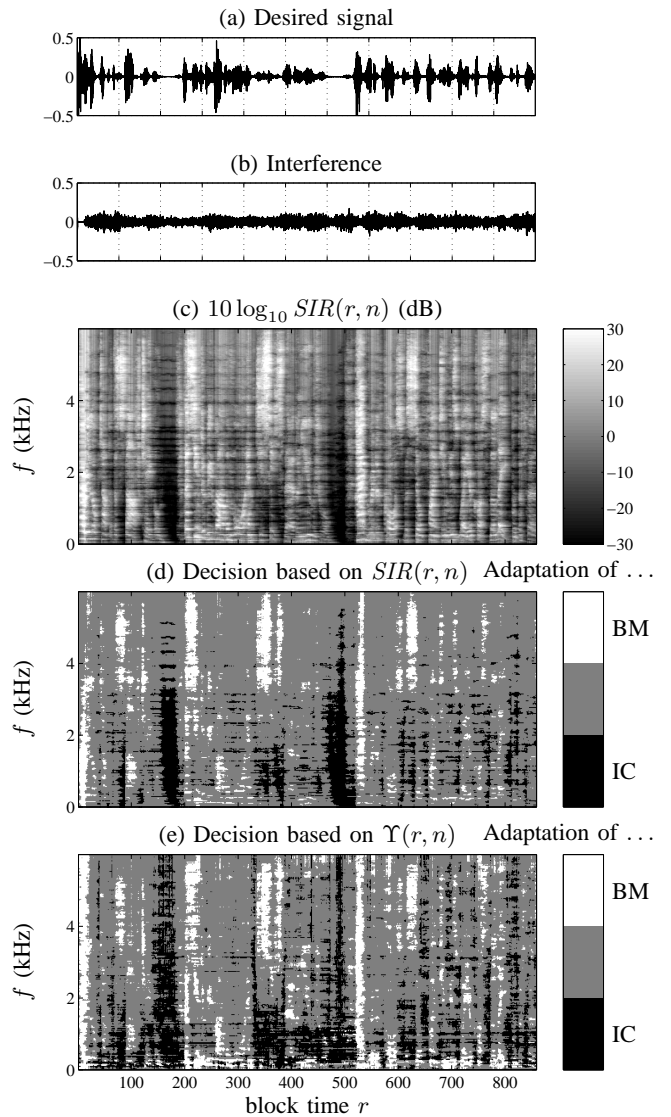 (a) Desired signal
0.5
0
−0.5
(b) Interference
0.5
0
−0.5
(c) 10 log₁₀ SIR(r, n) (dB)
f (kHz)
4
2
0
30
20
10
0
−10
−20
−30
(d) Decision based on SIR(r, n) Adaptation of . . .
f (kHz)
4
2
0
BM
IC
(e) Decision based on ϒ(r, n) Adaptation of . . .
f (kHz)
4
2
0
BM
IC
100 200 300 400 500 600 700 800
block time r